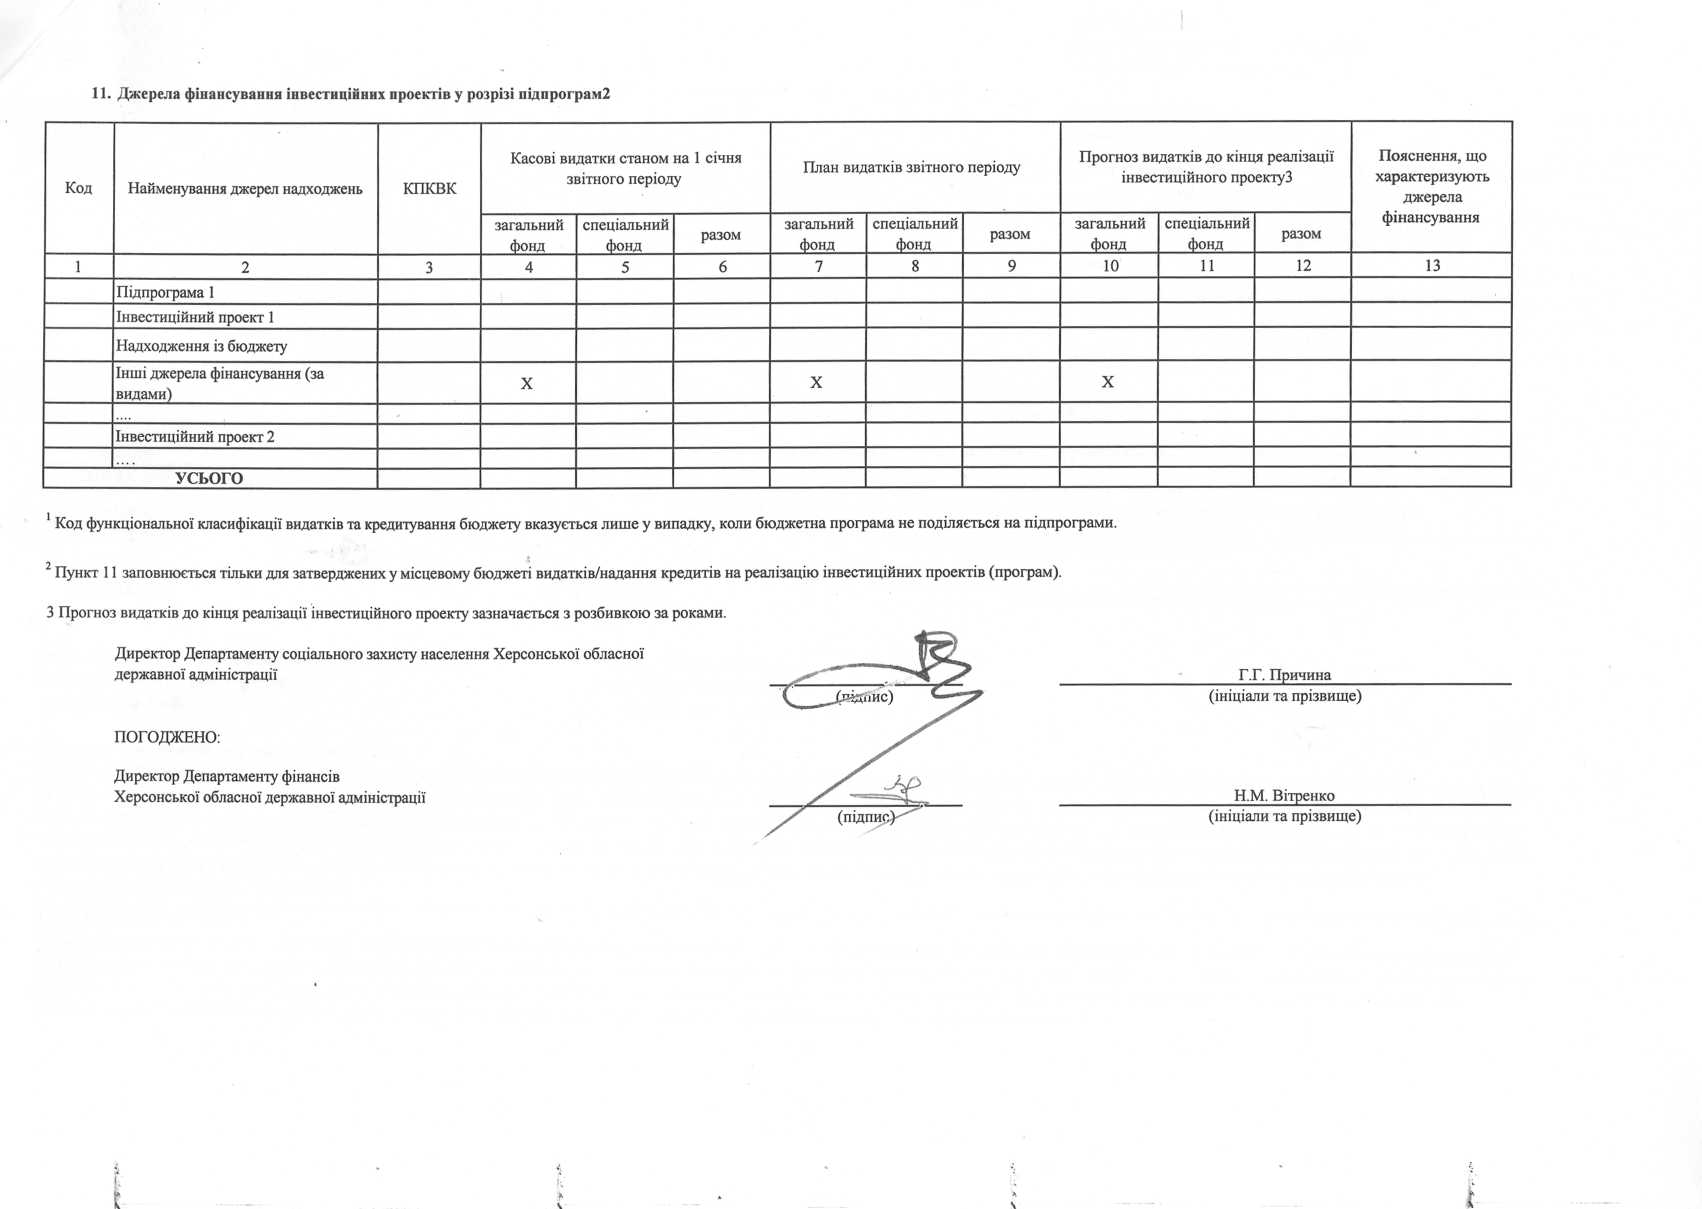 11. Джерела фінансування інвестиційних проектів у розрізі підпрограм2
Код
Найменування джерел надходжень
КПКВК
Касові видатки станом на 1 січня
звітного періоду
План видатків звітного періоду
Прогноз видатків до кінця реалізації
інвестиційного проекту3
Пояснення, що
характеризують
джерела
фінансування
загальний
фонд
спеціальний
фонд
разом
загальний
фонд
спеціальний
фонд
разом
загальний
фонд
спеціальний
фонд
разом
1 2 3 4 5 6 7 8 9 10 11 12 13
Підпрограма 1
Інвестиційний проект 1
Надходження із бюджету
Інші джерела фінансування (за
видами)
X X X
....
Інвестиційний проект 2
....
УСЬОГО
1 Код функціональної класифікації видатків та кредитування бюджету вказується лише у випадку, коли бюджетна програма не поділяється на підпрограми.
2 Пункт 11 заповнюється тільки для затверджених у місцевому бюджеті видатків/надання кредитів на реалізацію інвестиційних проектів (програм).
3 Прогноз видатків до кінця реалізації інвестиційного проекту зазначається з розбивкою за роками.
Директор Департаменту соціального захисту населення Херсонської обласної
державної адміністрації
Г.Г. Причина
(підпис)
(ініціали та прізвище)
ПОГОДЖЕНО:
Директор Департаменту фінансів
Херсонської обласної державної адміністрації
Н.М. Вітренко
(підпис)
(ініціали та прізвище)